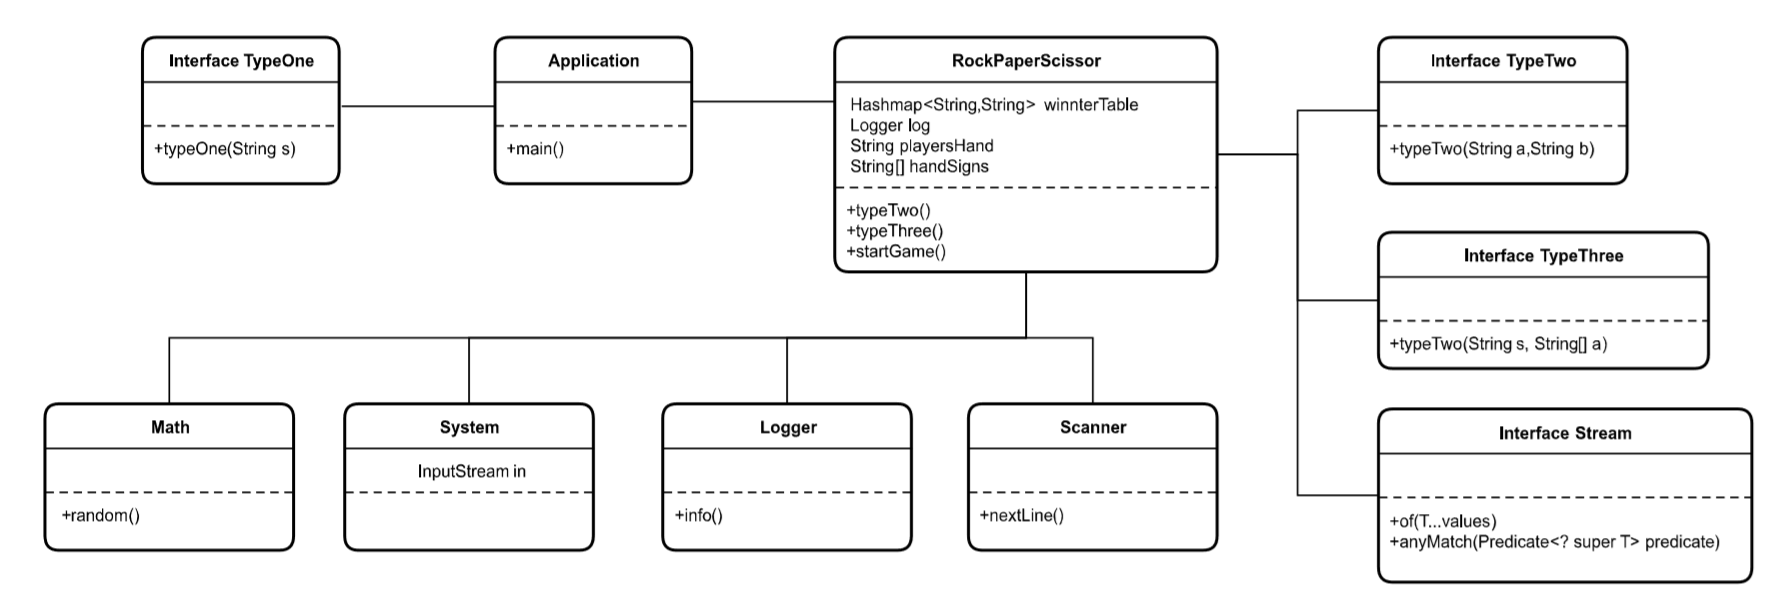 Interface TypeOne
+typeOne(String s)
Application
+main()
RockPaperScissor
Hashmap<String,String> winnterTable
Logger log
String playersHand
String[] handSigns
+typeTwo()
+typeThree()
+startGame()
Interface TypeTwo
+typeTwo(String a,String b)
Interface TypeThree
+typeTwo(String s, String[] a)
Math
+random()
System
InputStream in
Logger
+info()
Scanner
+nextLine()
Interface Stream
+of(T...values)
+anyMatch(Predicate<? super T> predicate)